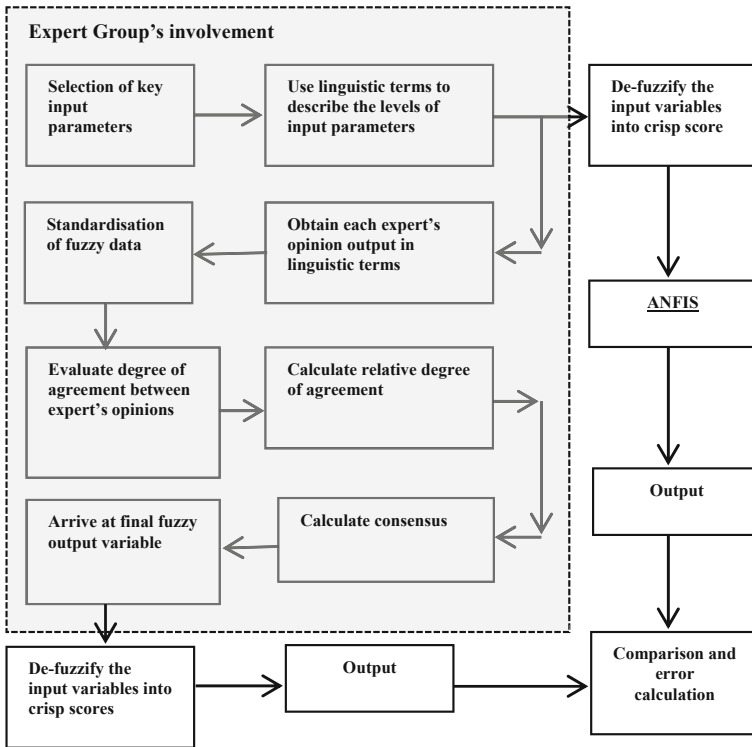 Expert Group's involvement
Selection of key
input
parameters
Use linguistic terms to
describe the levels of
input parameters
De-fuzzify the
input variables
into crisp score
Standardisation
of fuzzy data
Obtain each expert's
opinion output in
linguistic terms
ANFIS
Evaluate degree of
agreement between
expert's opinions
Calculate relative degree
of agreement
Output
Arrive at final fuzzy
output variable
Calculate consensus
De-fuzzify the
input variables into
crisp scores
Output
Comparison and
error
calculation